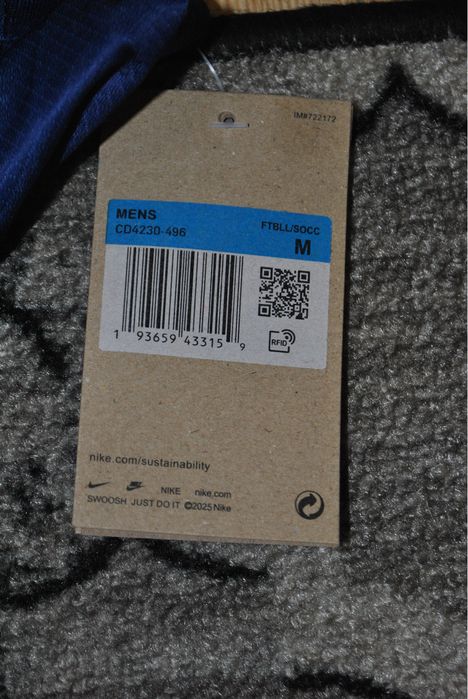 IM#722172
MENS
CD4230-496
FTBLL/SOCC
M
1 93659 43315 9
RFID
nike.com/sustainability
NIKE nike.com
SWOOSH JUST DO IT ©2025 Nike